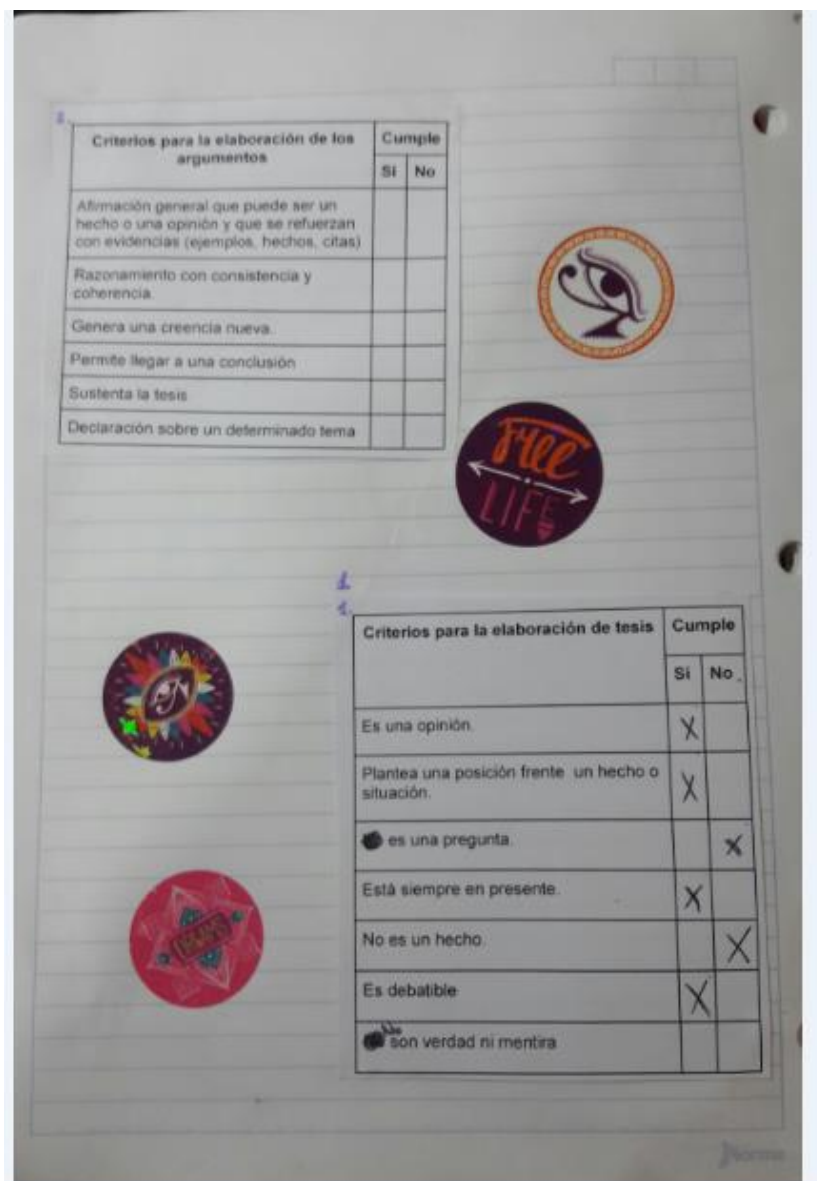 2.
Criterios para la elaboración de los
argumentos
Cumple
Si No
Afirmación general que puede ser un
hecho o una opinión y que se refuerzan
con evidencias (ejemplos, hechos, citas)
Razonamiento con consistencia y
coherencia.
Genera una creencia nueva.
Permite llegar a una conclusión
Sustenta la tesis
Declaración sobre un determinado tema
FREE
LIFE
1.
Criterios para la elaboración de tesis
Cumple
Si No
Es una opinión. X
Plantea una posición frente un hecho o X
situación.
es una pregunta. X
Está siempre en presente. X
No es un hecho. X
Es debatible X
No
son verdad ni mentira
Norma